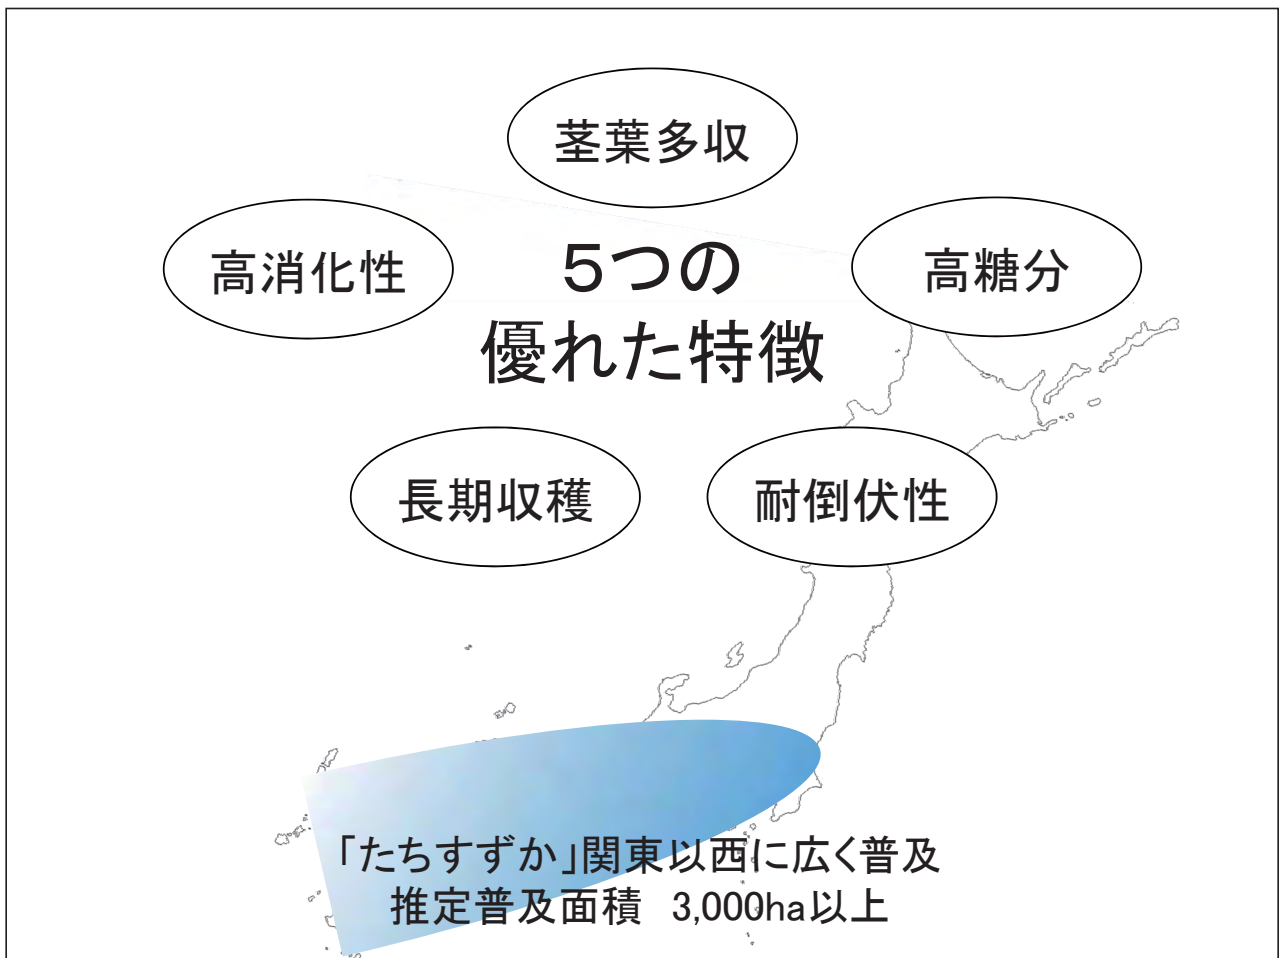 茎葉多収
高消化性
高糖分
5つの
優れた特徴
長期収穫
耐倒伏性
「たちすずか」関東以西に広く普及
推定普及面積　3,000ha以上